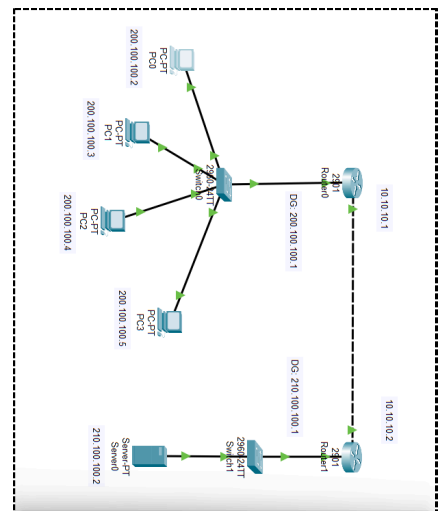 10.10.10.1
10.10.10.2
2901
Router0
2901
Router1
DG: 200.100.100.1
DG: 210.100.100.1
2960-24TT
Switch0
2960-24TT
Switch1
PC-PT
PC0
200.100.100.2
PC-PT
PC1
200.100.100.3
PC-PT
PC2
200.100.100.4
PC-PT
PC3
200.100.100.5
Server-PT
Server0
210.100.100.2